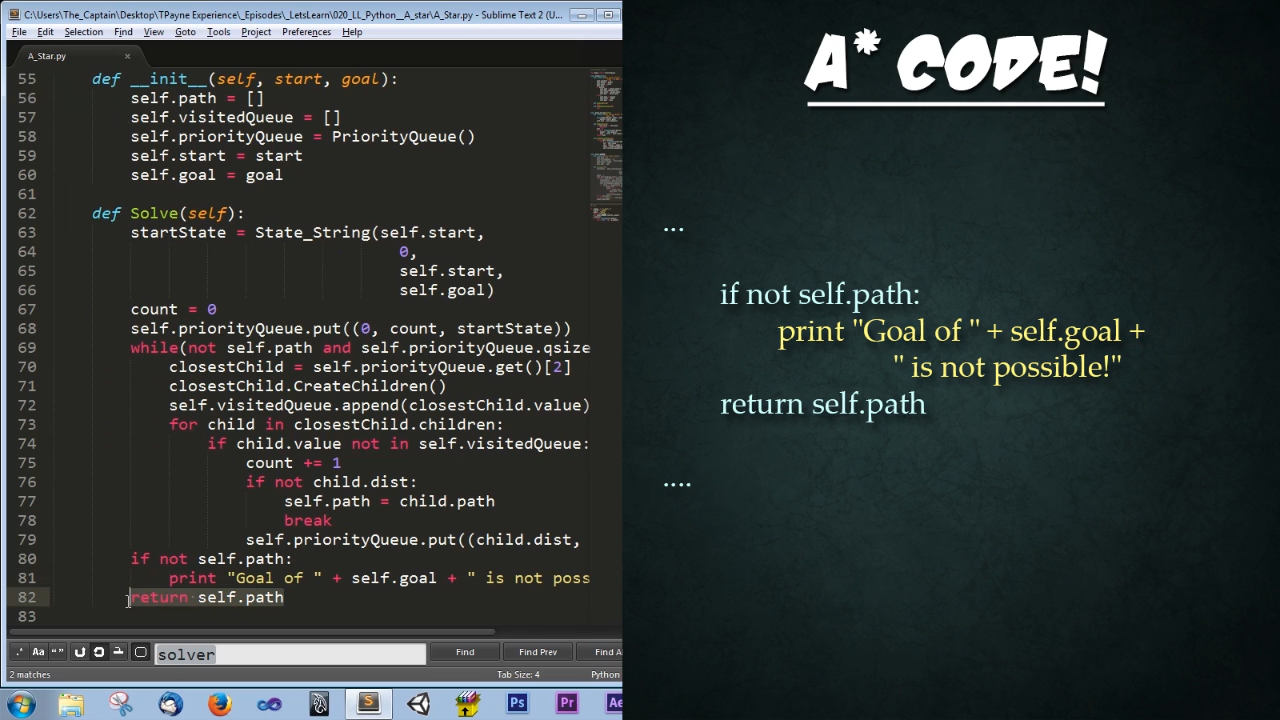 C:\Users\The_Captain\Desktop\TPayne Experience\_Episodes\_LetsLearn\020_LL_Python__A_star\A_Star.py - Sublime Text 2 (U...
File Edit Selection Find View Goto Tools Project Preferences Help
A_Star.py ×
55 def __init__(self, start, goal):
56 self.path = []
57 self.visitedQueue = []
58 self.priorityQueue = PriorityQueue()
59 self.start = start
60 self.goal = goal
61
62 def Solve(self):
63 startState = State_String(self.start,
64 0,
65 self.start,
66 self.goal)
67 count = 0
68 self.priorityQueue.put((0, count, startState))
69 while(not self.path and self.priorityQueue.qsize
70 closestChild = self.priorityQueue.get()[2]
71 closestChild.CreateChildren()
72 self.visitedQueue.append(closestChild.value)
73 for child in closestChild.children:
74 if child.value not in self.visitedQueue:
75 count += 1
76 if not child.dist:
77 self.path = child.path
78 break
79 self.priorityQueue.put((child.dist,
80 if not self.path:
81 print "Goal of " + self.goal + " is not poss
82 return self.path
83
.* Aa “”
solver
Find Find Prev Find A
2 matches Tab Size: 4 Python
S Ps Pr Ae
A* CODE!
...
if not self.path:
print "Goal of " + self.goal +
" is not possible!"
return self.path
....